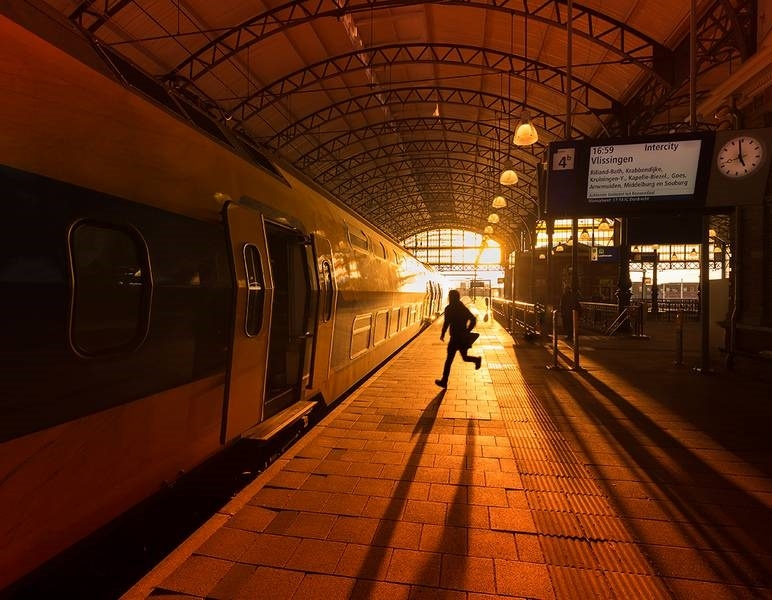 4b
16:59 Intercity
Vlissingen
Rilland-Bath, Krabbendijke,
Kruiningen-Y., Kapelle-Biezel., Goes,
Arnemuiden, Middelburg en Souburg